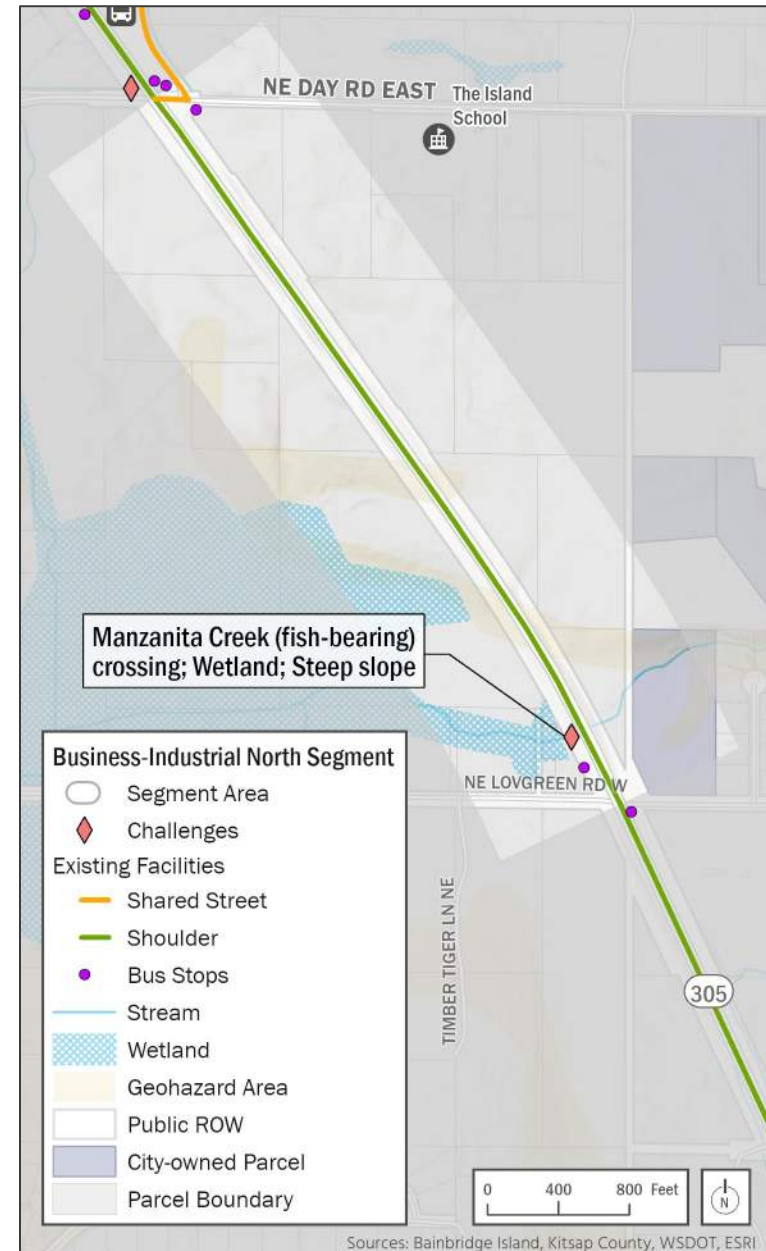 NE DAY RD EAST
The Island
School
Manzanita Creek (fish-bearing)
crossing; Wetland; Steep slope
NE LOVGREEN RD W
TIMBER TIGER LN NE
305
Business-Industrial North Segment
Segment Area
Challenges
Existing Facilities
Shared Street
Shoulder
Bus Stops
Stream
Wetland
Geohazard Area
Public ROW
City-owned Parcel
Parcel Boundary
0 400 800 Feet
N
Sources: Bainbridge Island, Kitsap County, WSDOT, ESRI